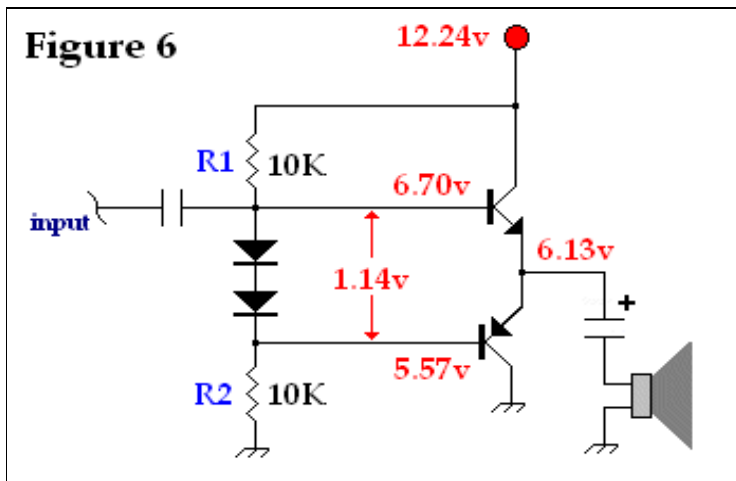 Figure 6
12.24v
R1 10K
6.70v
input
6.13v
1.14v
+
5.57v
R2 10K